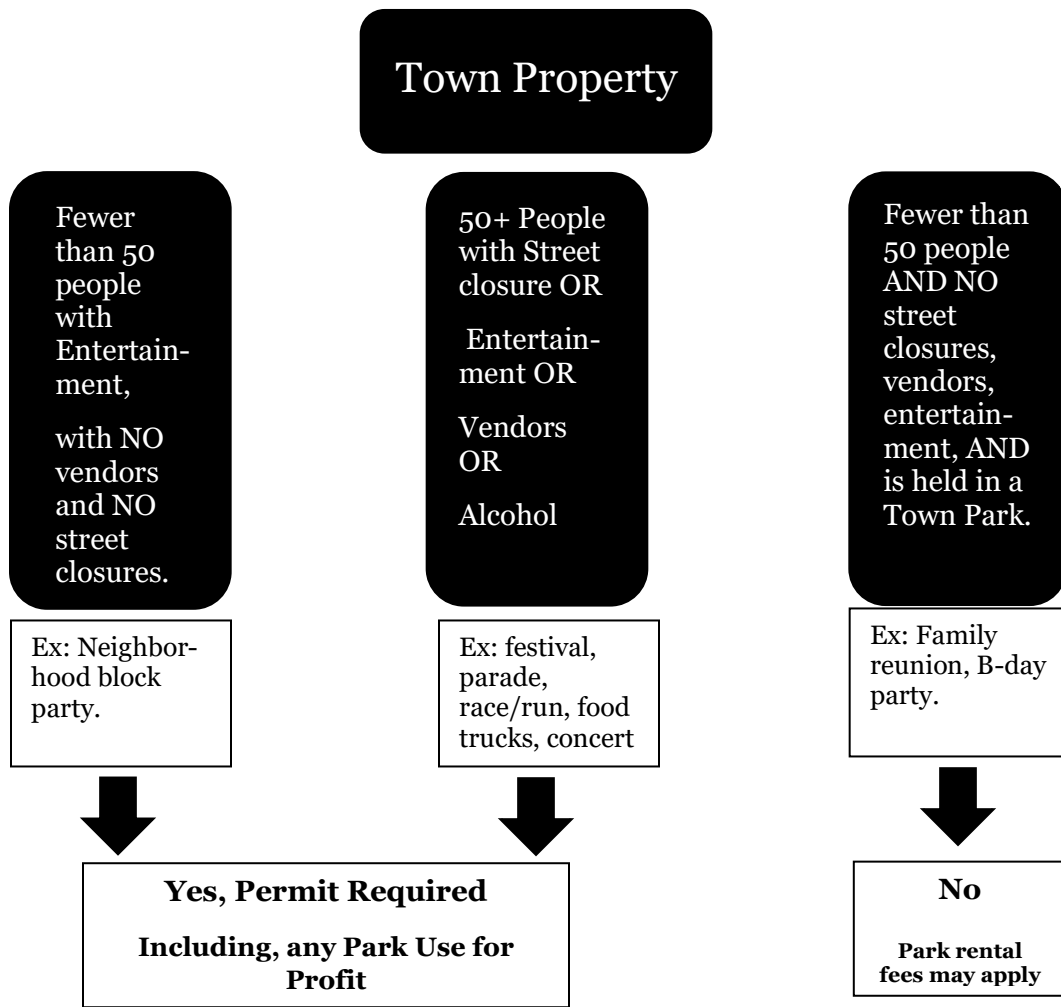 Town Property
Fewer
than 50
people
with
Entertain-
ment,
with NO
vendors
and NO
street
closures.
50+ People
with Street
closure OR
Entertain-
ment OR
Vendors
OR
Alcohol
Fewer than
50 people
AND NO
street
closures,
vendors,
entertain-
ment, AND
is held in a
Town Park.
Ex: Neighbor-
hood block
party.
Ex: festival,
parade,
race/run, food
trucks, concert
Ex: Family
reunion, B-day
party.
Yes, Permit Required
Including, any Park Use for
Profit
No
Park rental
fees may apply